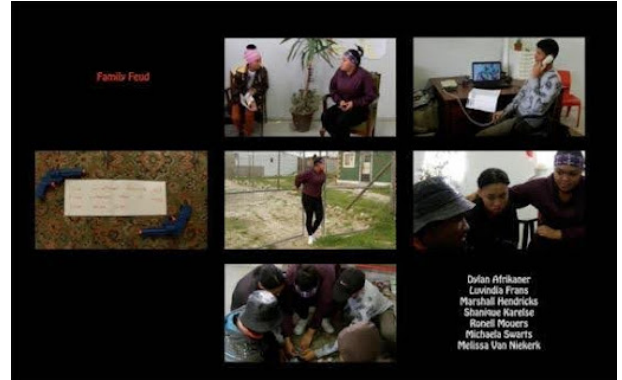 Family Feud
Dylan Afrikaner
Luvindia Frans
Marshall Hendricks
Shanique Karelse
Ronell Mouers
Michaela Swarts
Melissa Van Niekerk